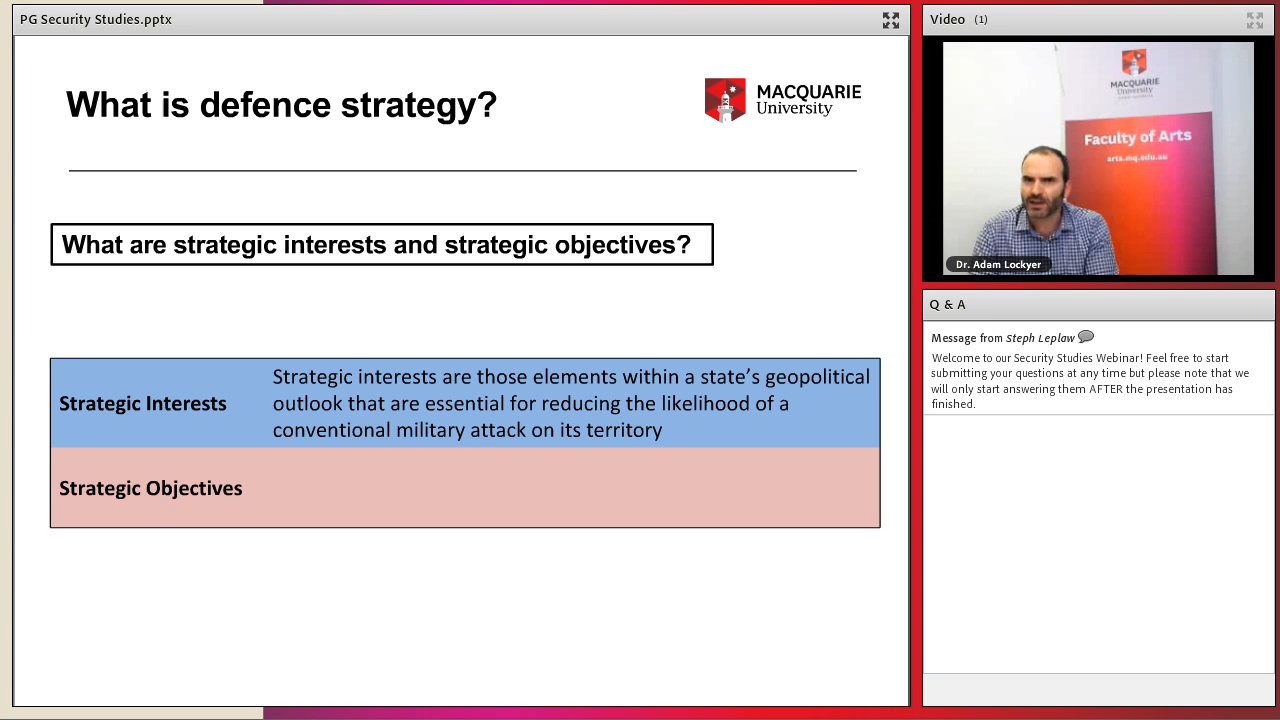 PG Security Studies.pptx
What is defence strategy?
MACQUARIE
University
What are strategic interests and strategic objectives?
Strategic Interests
Strategic interests are those elements within a state’s geopolitical
outlook that are essential for reducing the likelihood of a
conventional military attack on its territory
Strategic Objectives
Video (1)
MACQUARIE
University
Faculty of Arts
arts.mq.edu.au
Dr. Adam Lockyer
Q & A
Message from Steph Leplaw
Welcome to our Security Studies Webinar! Feel free to start
submitting your questions at any time but please note that we
will only start answering them AFTER the presentation has
finished.